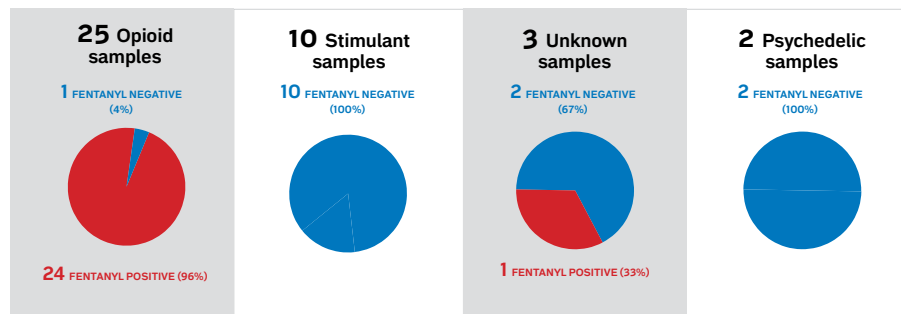 25 Opioid
samples
1 FENTANYL NEGATIVE
(4%)
24 FENTANYL POSITIVE (96%)
10 Stimulant
samples
10 FENTANYL NEGATIVE
(100%)
3 Unknown
samples
2 FENTANYL NEGATIVE
(67%)
1 FENTANYL POSITIVE (33%)
2 Psychedelic
samples
2 FENTANYL NEGATIVE
(100%)